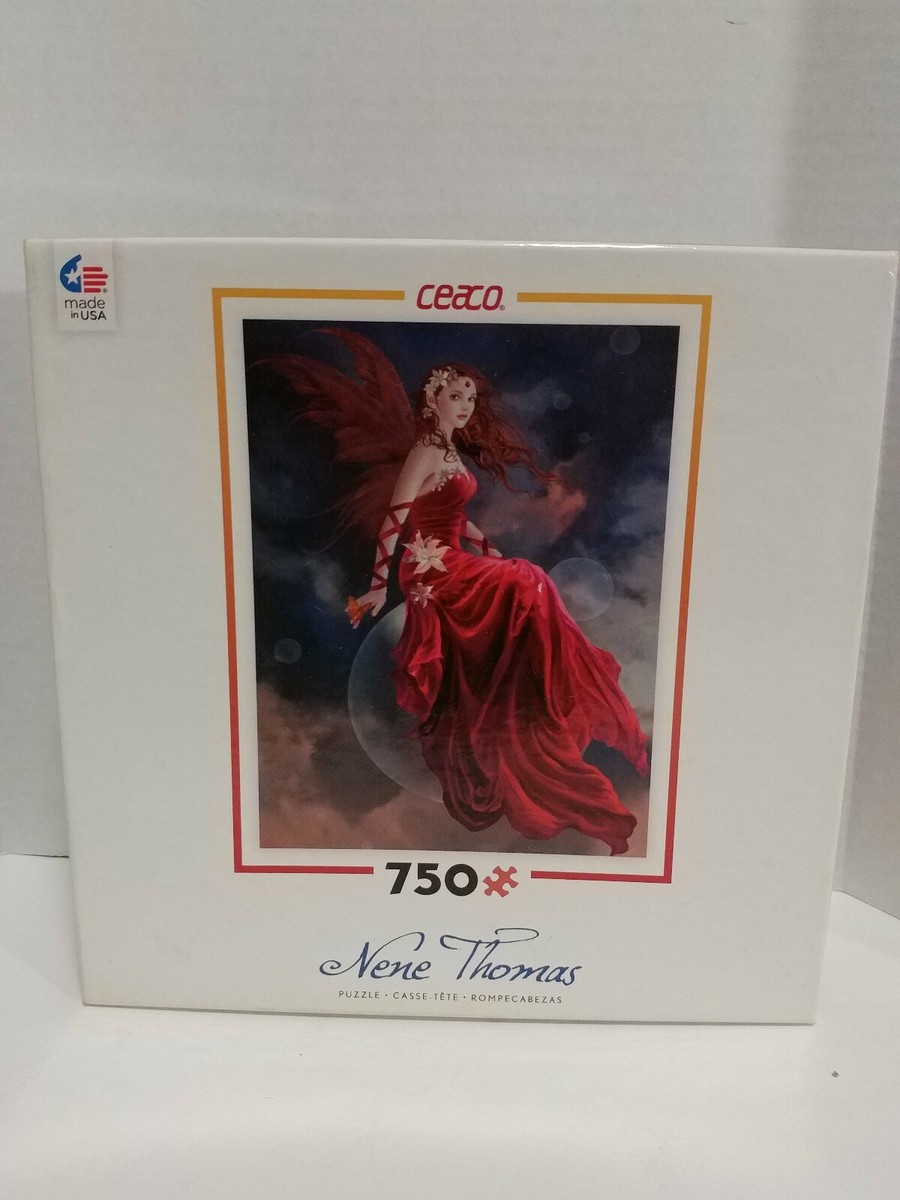 made
in USA
ceaco®
750
Nene Thomas
PUZZLE • CASSE-TÊTE • ROMPECABEZAS